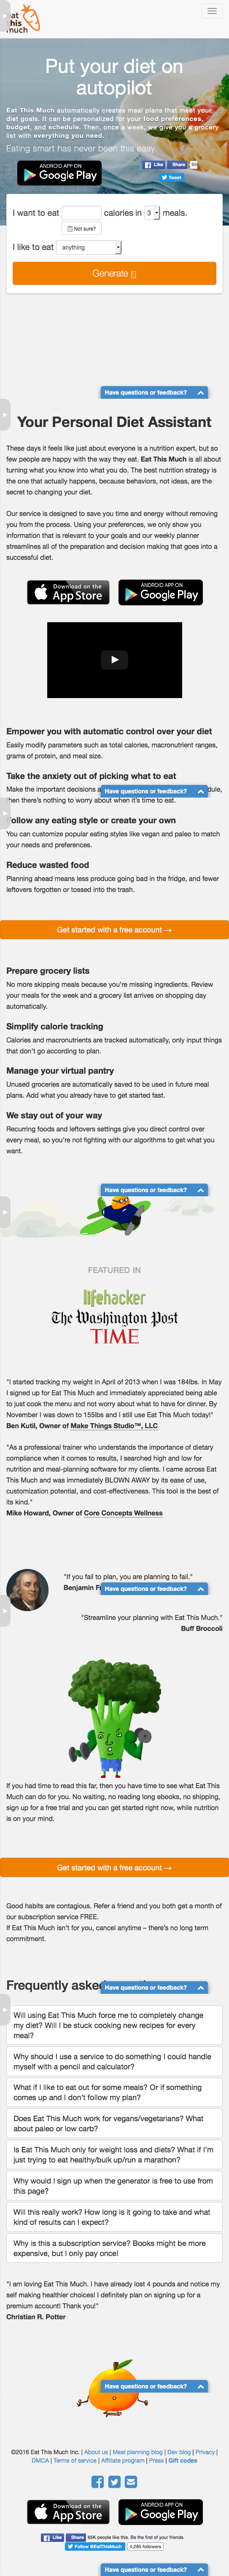 eat
this
much
Put your diet on
autopilot
Eat This Much automatically creates meal plans that meet your
diet goals. It can be personalized for your food preferences,
budget, and schedule. Then, once a week, we give you a grocery
list with everything you need.
Eating smart has never been this easy.
ANDROID APP ON
Google Play
Like Share
Tweet
I want to eat calories in 3 meals.
Not sure?
I like to eat anything
Generate
Have questions or feedback?
Your Personal Diet Assistant
These days it feels like just about everyone is a nutrition expert, but so
few people are happy with the way they eat. Eat This Much is all about
turning what you know into what you do. The best nutrition strategy is
the one that actually happens, because behaviors, not ideas, are the
secret to changing your diet.
Our service is designed to save you time and energy without removing
you from the process. Using your preferences, we only show you
information that is relevant to your goals and our weekly planner
streamlines all of the preparation and decision making that goes into a
successful diet.
Download on the
App Store
ANDROID APP ON
Google Play
Empower you with automatic control over your diet
Easily modify parameters such as total calories, macronutrient ranges,
grams of protein, and meal size.
Take the anxiety out of picking what to eat
Make the important decisions
Have questions or feedback?
then there's nothing to worry about when it's time to eat.
Follow any eating style or create your own
You can customize popular eating styles like vegan and paleo to match
your needs and preferences.
Reduce wasted food
Planning ahead means less produce going bad in the fridge, and fewer
leftovers forgotten or tossed into the trash.
Get started with a free account →
Prepare grocery lists
No more skipping meals because you're missing ingredients. Review
your meals for the week and a grocery list arrives on shopping day
automatically.
Simplify calorie tracking
Calories and macronutrients are tracked automatically, only input things
that don't go according to plan.
Manage your virtual pantry
Unused groceries are automatically planned to be used in future meal
plans. Add what you already have to get started fast.
We stay out of your way
Recurring foods and leftovers settings give you direct control over
every meal, so you're not fighting with our algorithms to get what you
want.
Have questions or feedback?
FEATURED IN
lifehacker
The Washington Post
TIME
"I started tracking my weight in April of 2013 when I was 184lbs. In May
I signed up for Eat This Much and immediately appreciated being able
to just cook the menu and not worry about what to have for dinner. By
November I was down to 155lbs and I still use Eat This Much today!"
Ben Kutil, Owner of Make Things Studio™, LLC
"As a professional trainer who understands the importance of dietary
compliance when it comes to results, I searched high and low for
nutrition and meal-planning software for my clients. I came across Eat
This Much and was immediately BLOWN AWAY by its ease of use,
customization potential, and cost-effectiveness. This tool is the best of
its kind."
Mike Howard, Owner of Core Concepts Wellness
"If you fail to plan, you are planning to fail."
Benjamin
Have questions or feedback?
"Streamline your planning with Eat This Much."
Buff Broccoli
If you had time to read this far, then you have time to see what Eat This
Much can do for you. No waiting, no reading long ebooks, no shipping,
sign up for a free trial and you can get started right now, while nutrition
is on your mind.
Get started with a free account →
Good habits are contagious. Refer a friend and you both get a month of
our subscription service FREE.
If Eat This Much isn't for you, cancel anytime – there's no long term
commitment.
Frequently asked
Have questions or feedback?
Will using Eat This Much force me to completely change
my diet? Will I be stuck cooking new recipes for every
meal?
Why should I use a service to do something I could handle
myself with a pencil and calculator?
What if I like to eat out for some meals? Or if something
comes up and I don't follow my plan?
Does Eat This Much work for vegans/vegetarians? What
about paleo or low carb?
Is Eat This Much only for weight loss and diets? What if I'm
just trying to eat healthy/bulk up/run a marathon?
Why would I sign up when the generator is free to use from
this page?
Will this really work? How long is it going to take and what
kind of results can I expect?
Why is this a subscription service? Books might be more
expensive, but I only pay once!
"I am loving Eat This Much. I have already lost 4 pounds and notice my
self making healthier choices! I definitely plan on signing up for a
premium account! Thank you!"
Christian R. Potter
Have questions or feedback?
©2016 Eat This Much Inc. | About us | Meal planning blog | Dev blog | Privacy |
DMCA | Terms of service | Affiliate program | Press | Gift codes
Download on the
App Store
ANDROID APP ON
Google Play
Like Share 65K people like this. Be the first of your friends.
Follow @EatThisMuch 4,285 followers
Have questions or feedback?